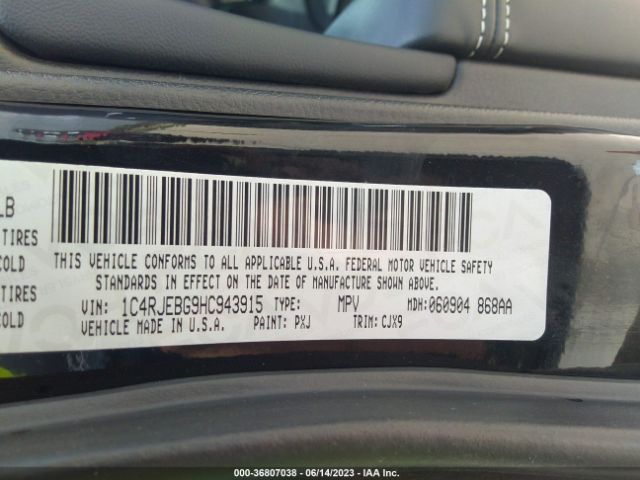 LB
TIRES
COLD
TIRES
COLD
THIS VEHICLE CONFORMS TO ALL APPLICABLE U.S.A. FEDERAL MOTOR VEHICLE SAFETY
STANDARDS IN EFFECT ON THE DATE OF MANUFACTURE SHOWN ABOVE.
VIN: 1C4RJEBG9HC943915 TYPE: MPV MDH:060904 868AA
VEHICLE MADE IN U.S.A. PAINT: PXJ TRIM: CJX9
000-36807038 - 06/14/2023 - IAA Inc.